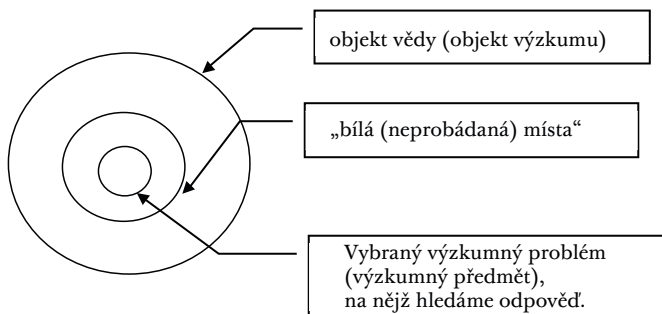 objekt vědy (objekt výzkumu)
„bílá (neprobádaná) místa“
Vybraný výzkumný problém
(výzkumný předmět),
na nějž hledáme odpověď.